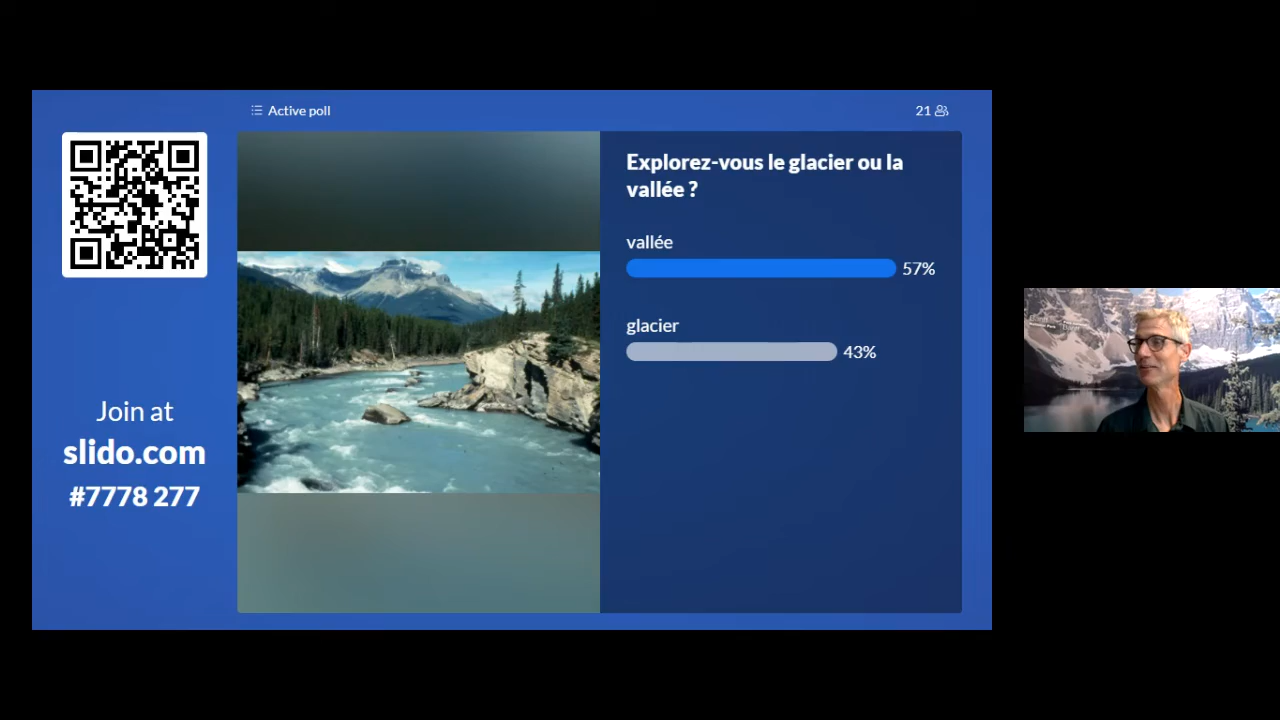 Active poll
21
Explorez-vous le glacier ou la
vallée ?
vallée
57%
glacier
43%
Join at
slido.com
#7778 277